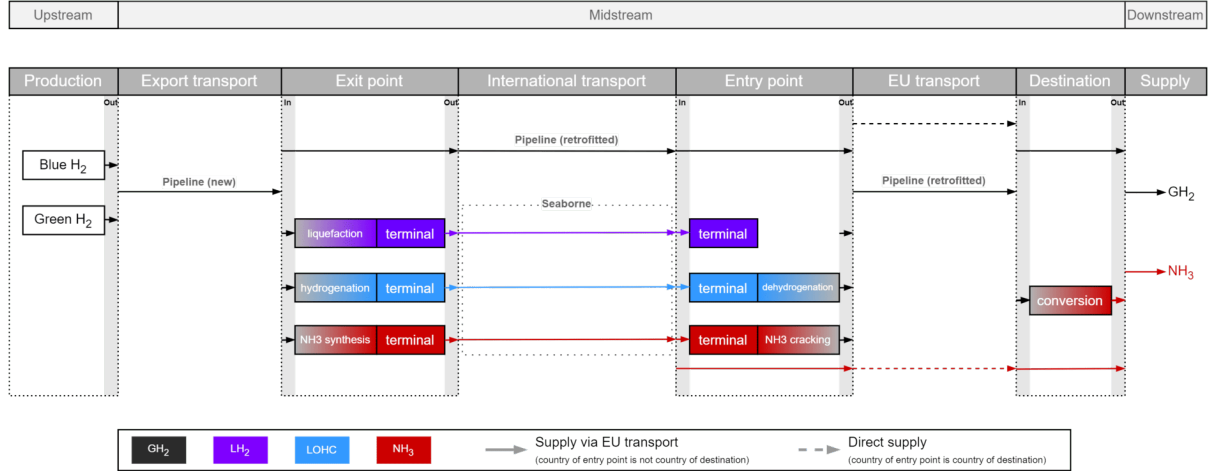 Upstream Midstream Downstream
Production Export transport Exit point International transport Entry point EU transport Destination Supply
Out In Out In Out In Out
Pipeline (retrofitted)
Blue H2
Pipeline (new) Pipeline (retrofitted)
GH2
Seaborne
Green H2
liquefaction terminal terminal
NH3
hydrogenation terminal terminal dehydrogenation
conversion
NH3 synthesis terminal terminal NH3 cracking
GH2 LH2 LOHC NH3 Supply via EU transport Direct supply
(country of entry point is not country of destination) (country of entry point is country of destination)